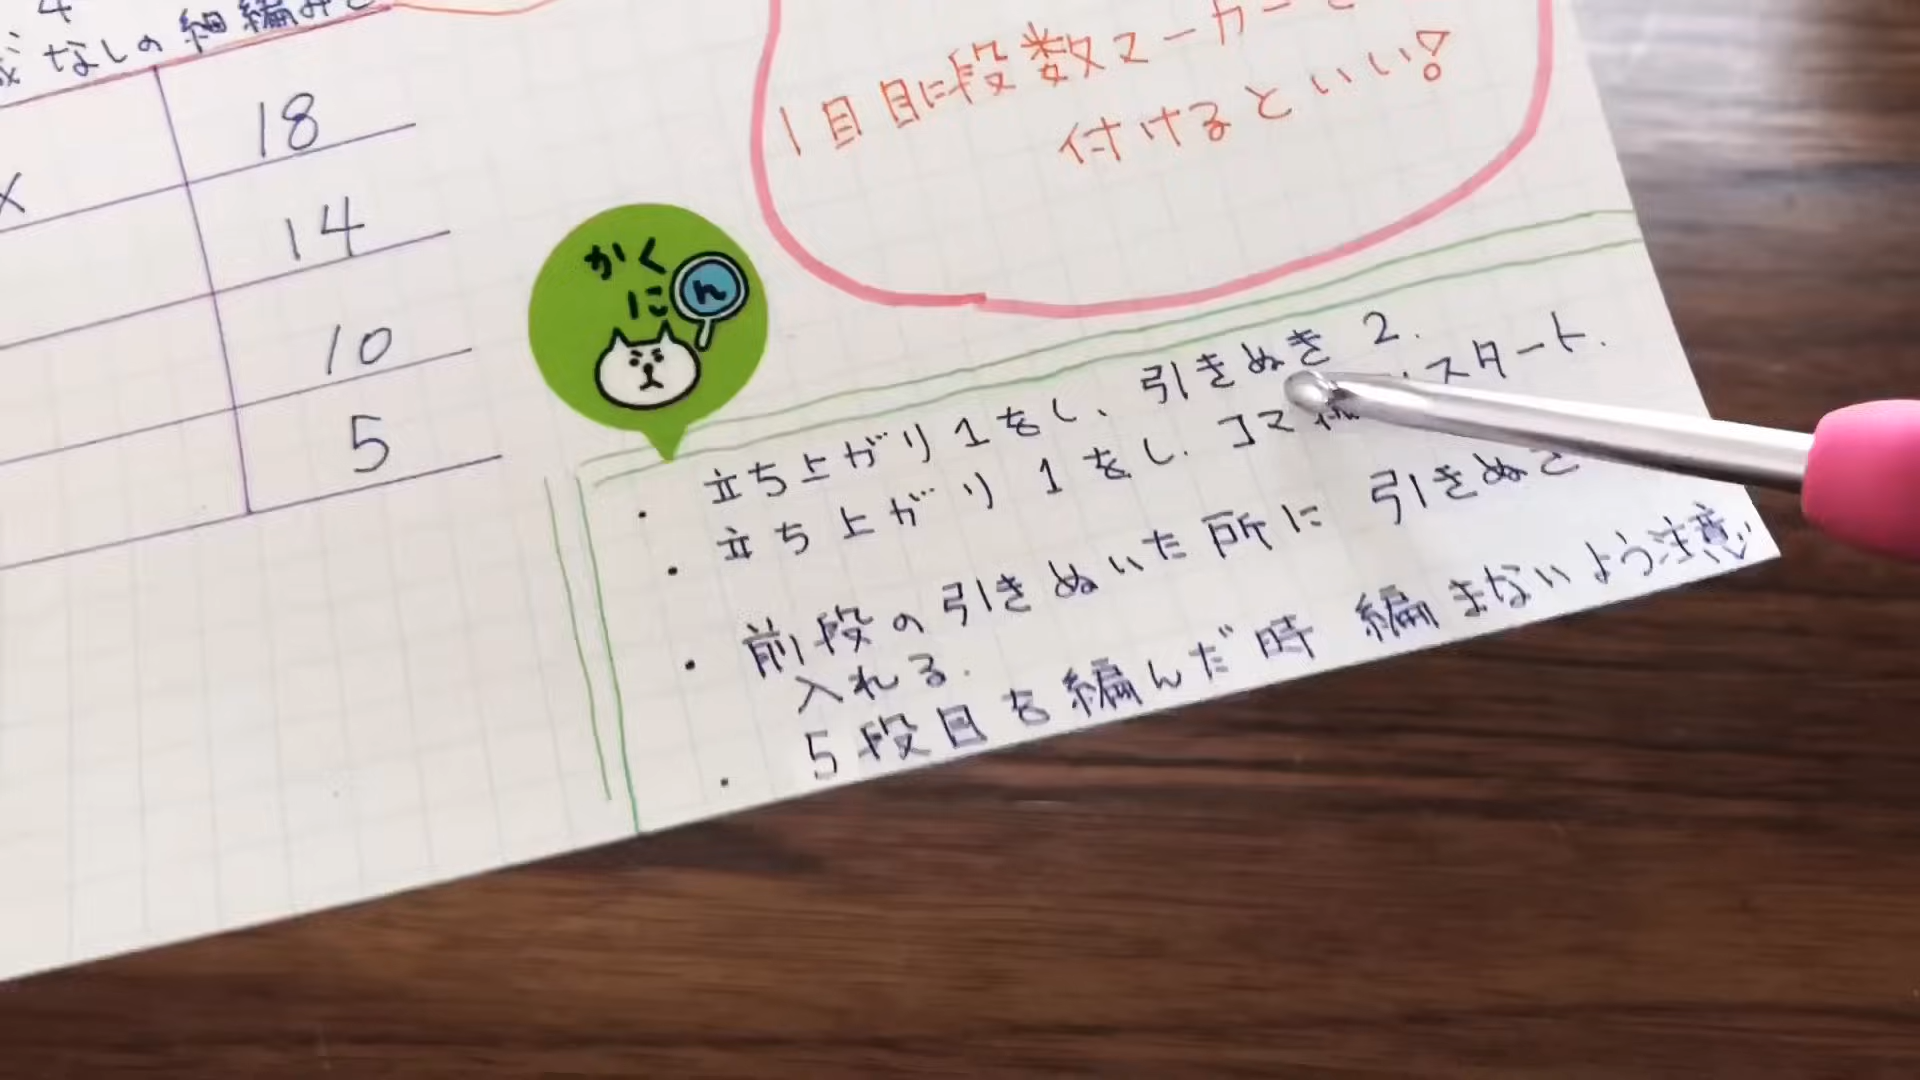 4
なしの細編みを
18
14
10
5
X
1目目に段数マーカーを
付けるといい!
かく
にん
・立ち上がり1をし、引きぬき2.
・立ち上がり1をし、コマ スタート.
・前段の引きぬいた所に引きぬき
入れる.
・5段目を編んだ時編まないよう注意